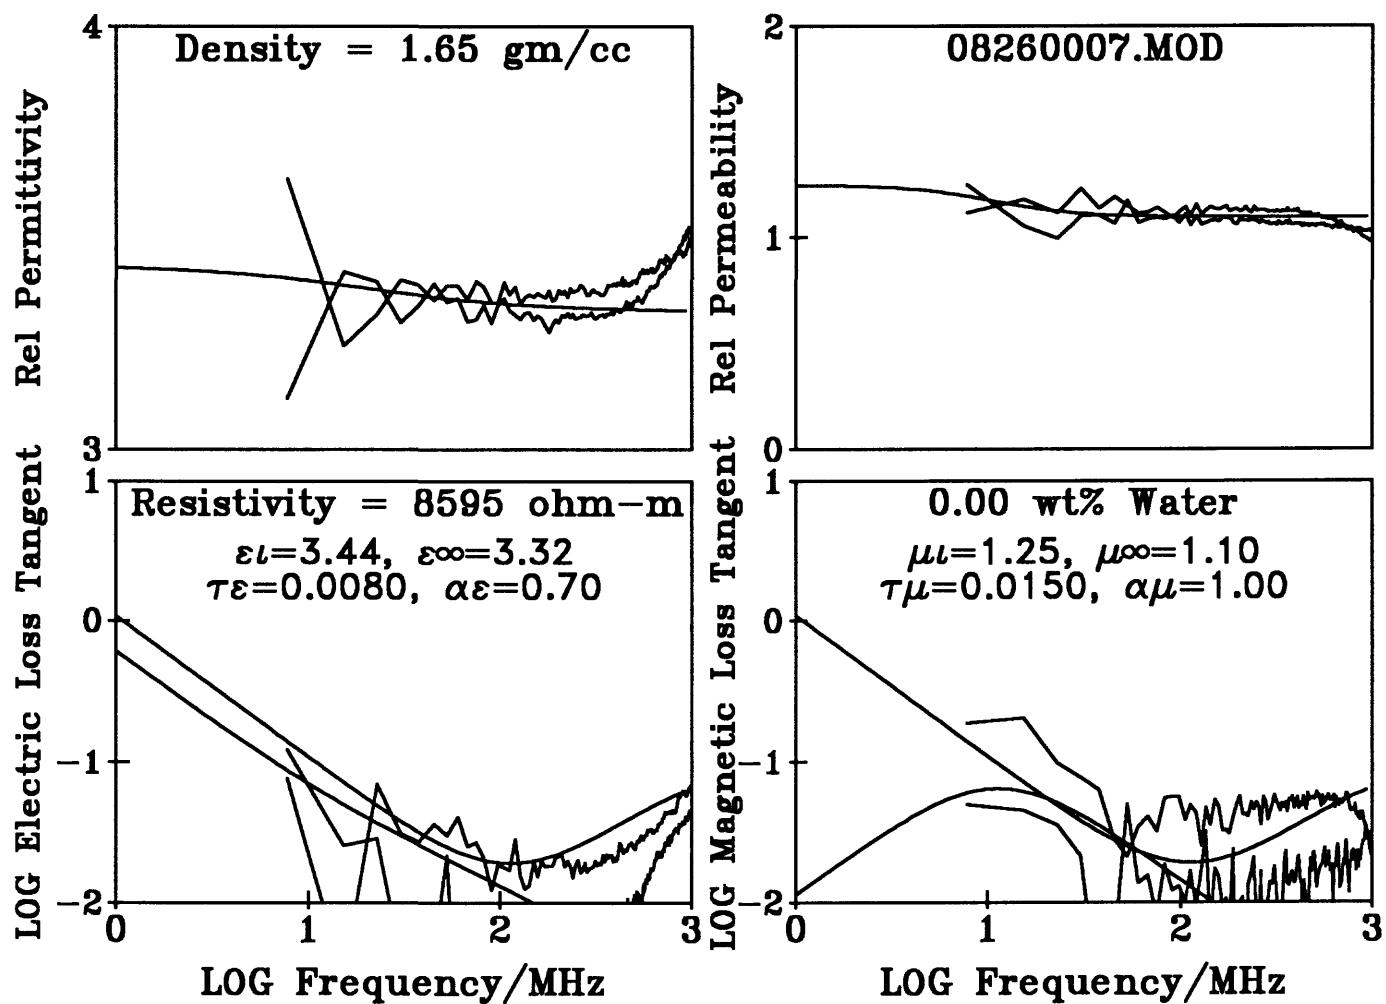 4
Density = 1.65 gm/cc
Rel Permittivity
3
2
08260007.MOD
Rel Permeability
1
0
1
Resistivity = 8595 ohm-m
ει=3.44, ε∞=3.32
τε=0.0080, αε=0.70
LOG Electric Loss Tangent
0
-1
-2
0 1 2 3
LOG Frequency/MHz
1
0.00 wt% Water
μι=1.25, μ∞=1.10
τμ=0.0150, αμ=1.00
LOG Magnetic Loss Tangent
0
-1
-2
0 1 2 3
LOG Frequency/MHz